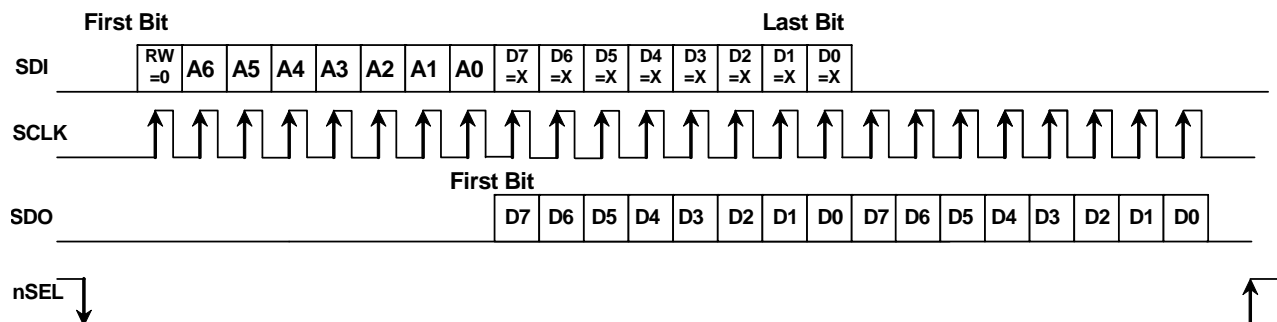 First Bit Last Bit
SDI RW =0 A6 A5 A4 A3 A2 A1 A0 D7 =X D6 =X D5 =X D4 =X D3 =X D2 =X D1 =X D0 =X
SCLK
First Bit
SDO D7 D6 D5 D4 D3 D2 D1 D0 D7 D6 D5 D4 D3 D2 D1 D0
nSEL